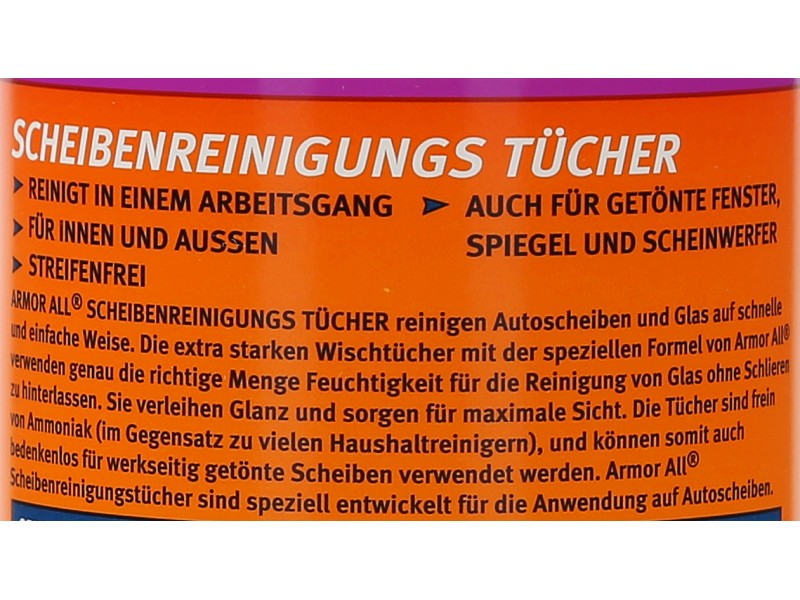 SCHEIBENREINIGUNGS TÜCHER
REINIGT IN EINEM ARBEITSGANG
FÜR INNEN UND AUSSEN
STREIFENFREI
AUCH FÜR GETÖNTE FENSTER,
SPIEGEL UND SCHEINWERFER
ARMOR ALL® SCHEIBENREINIGUNGS TÜCHER reinigen Autoscheiben und Glas auf schnelle
und einfache Weise. Die extra starken Wischtücher mit der speziellen Formel von Armor All®
verwenden genau die richtige Menge Feuchtigkeit für die Reinigung von Glas ohne Schlieren
zu hinterlassen. Sie verleihen Glanz und sorgen für maximale Sicht. Die Tücher sind frein
von Ammoniak (im Gegensatz zu vielen Haushaltreinigern), und können somit auch
bedenkenlos für werkseitig getönte Scheiben verwendet werden. Armor All®
Scheibenreinigungstücher sind speziell entwickelt für die Anwendung auf Autoscheiben.